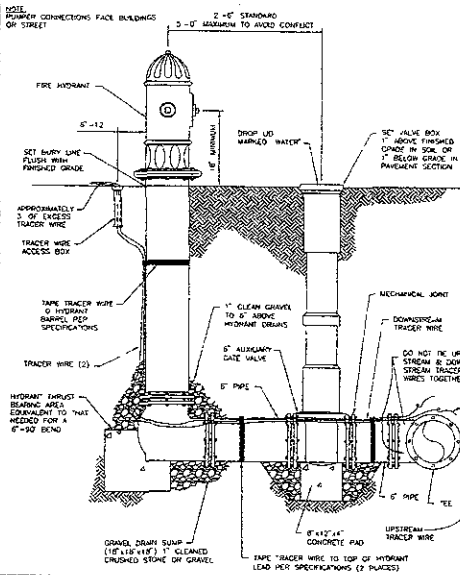 NOTE:
PUMPER CONNECTIONS FACE BUILDINGS
OR STREET
2'-6" STANDARD
5'-0" MAXIMUM TO AVOID CONFLICT
FIRE HYDRANT
6"-12
18" MINIMUM
DROP LID
MARKED WATER"
SET VALVE BOX
1" ABOVE FINISHED
GRADE IN SOIL OR
1" BELOW GRADE IN
PAVEMENT SECTION
SET BURY LINE
FLUSH WITH
FINISHED GRADE
APPROXIMATELY
3 OF EXCESS
TRACER WIRE
TRACER WIRE
ACCESS BOX
TAPE TRACER WIRE
O HYDRANT
BARREL PER
SPECIFICATIONS
1" CLEAN GRAVEL
TO 6" ABOVE
HYDRANT DRAINS
MECHANICAL JOINT
DOWNSTREAM
TRACER WIRE
6" AUXILIARY
GATE VALVE
TRACER WIRE (2)
6" PIPE
DO NOT TIE UP
STREAM & DOWN
STREAM TRACER
WIRES TOGETHER
HYDRANT THRUST
BEARING AREA
EQUIVALENT TO THAT
NEEDED FOR A
6"-90° BEND
6" PIPE
TEE
GRAVEL DRAIN SUMP
(18"x18"x18") 1" CLEANED
CRUSHED STONE OR GRAVEL
8"x12"x4"
CONCRETE PAD
UPSTREAM
TRACER WIRE
TAPE TRACER WIRE TO TOP OF HYDRANT
LEAD PER SPECIFICATIONS (2 PLACES)